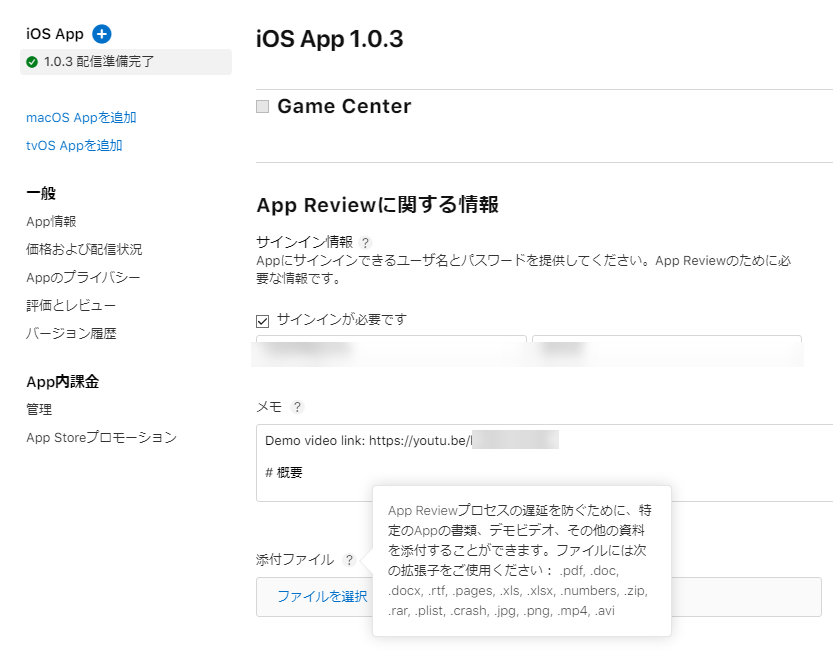 iOS App
1.0.3 配信準備完了
macOS Appを追加
tvOS Appを追加
一般
App情報
価格および配信状況
Appのプライバシー
評価とレビュー
バージョン履歴
App内課金
管理
App Storeプロモーション
iOS App 1.0.3
Game Center
App Reviewに関する情報
サインイン情報 ?
Appにサインインできるユーザ名とパスワードを提供してください。App Reviewのために必
要な情報です。
サインインが必要です
メモ ?
Demo video link: https://youtu.be/
# 概要
添付ファイル ?
ファイルを選択
App Reviewプロセスの遅延を防ぐために、特
定のAppの書類、デモビデオ、その他の資料
を添付することができます。ファイルには次
の拡張子をご使用ください： .pdf, .doc,
.docx, .rtf, .pages, .xls, .xlsx, .numbers, .zip,
.rar, .plist, .crash, .jpg, .png, .mp4, .avi